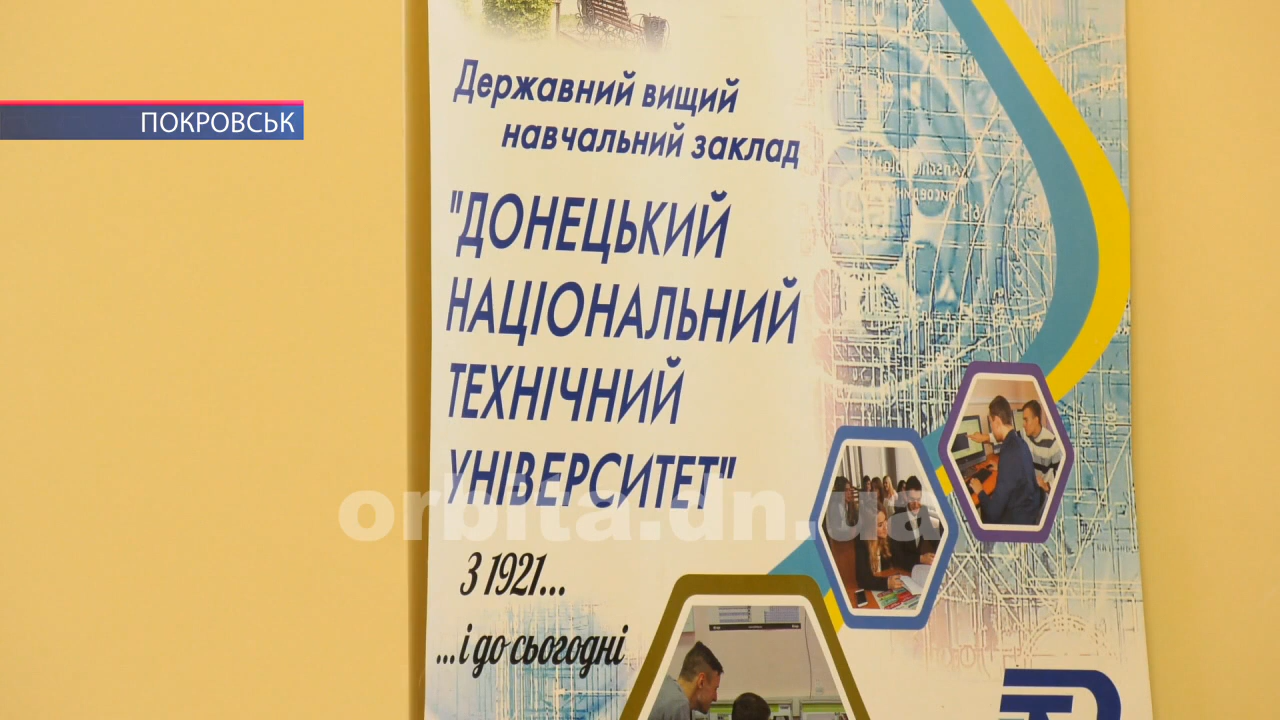 ПОКРОВСЬК
Державний вищий
навчальний заклад
"ДОНЕЦЬКИЙ
НАЦІОНАЛЬНИЙ
ТЕХНІЧНИЙ
УНІВЕРСИТЕТ"
orbita.dn.ua
З 1921...
...і до сьогодні